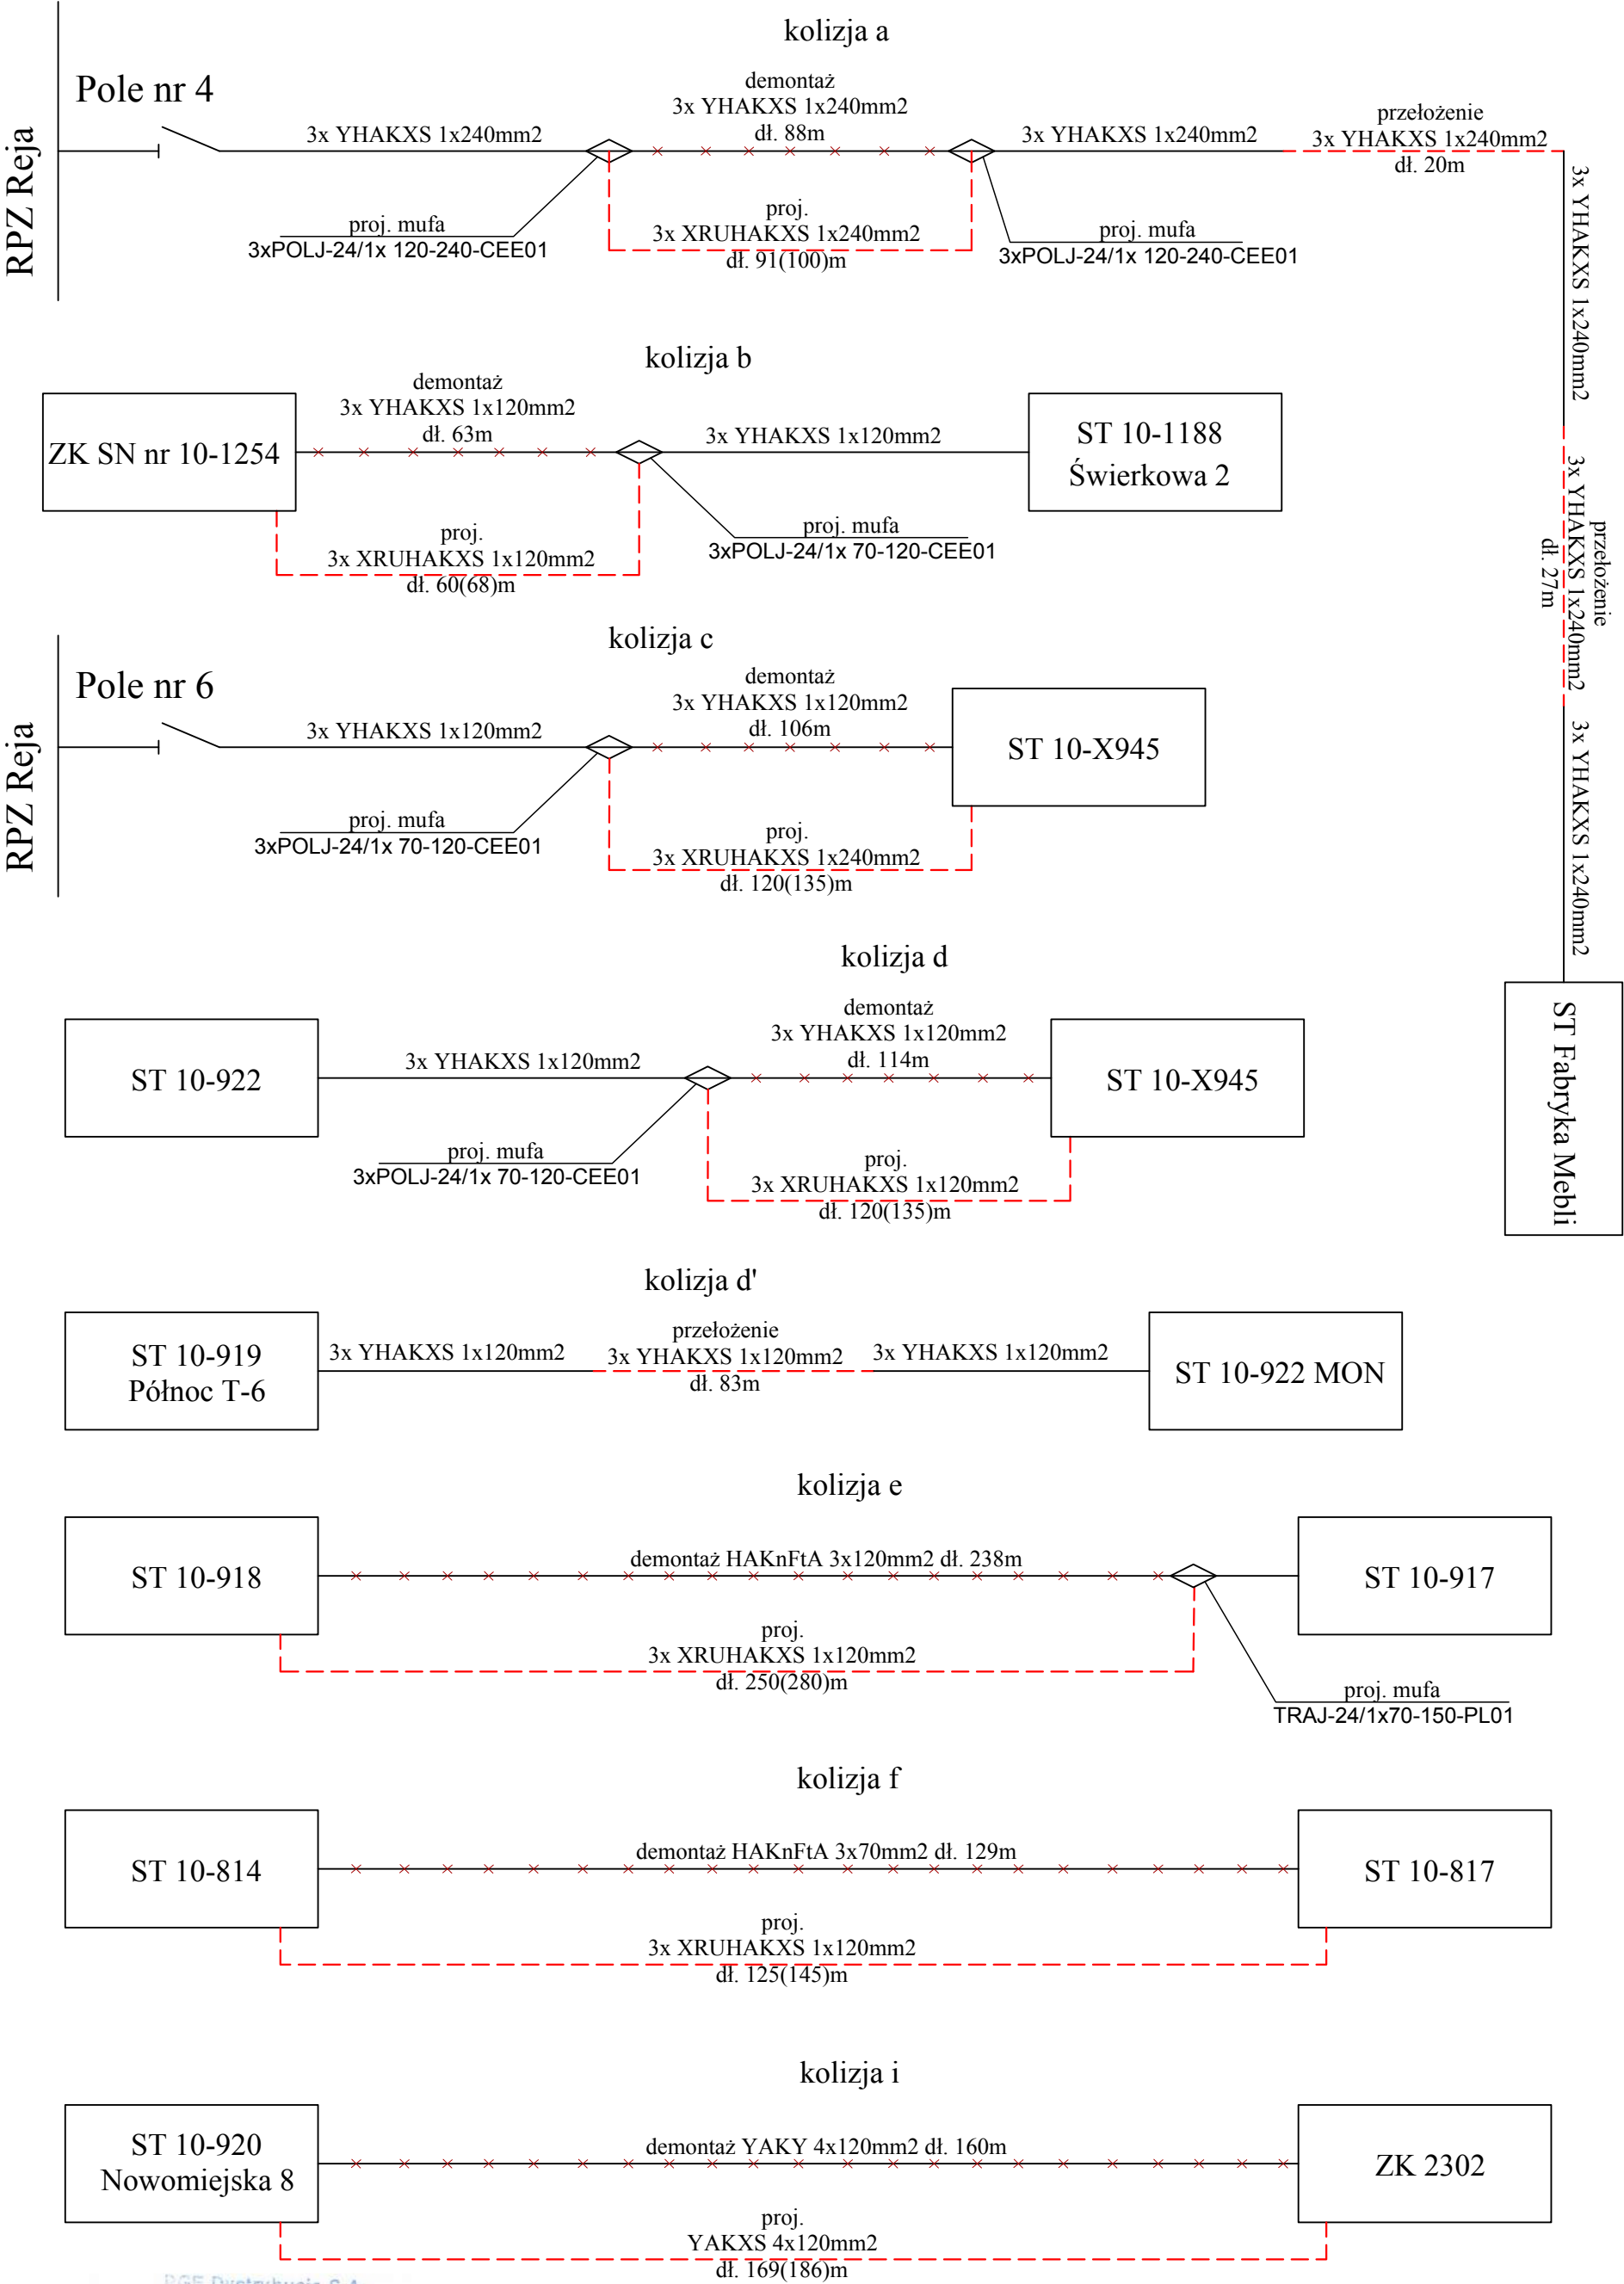 kolizja a
RPZ Reja
Pole nr 4
3x YHAKXS 1x240mm2
demontaż
3x YHAKXS 1x240mm2
dł. 88m
3x YHAKXS 1x240mm2
przełożenie
3x YHAKXS 1x240mm2
dł. 20m
proj. mufa
3xPOLJ-24/1x 120-240-CEE01
proj.
3x XRUHAKXS 1x240mm2
dł. 91(100)m
proj. mufa
3xPOLJ-24/1x 120-240-CEE01
3x YHAKXS 1x240mm2
przełożenie
3x YHAKXS 1x240mm2
dł. 27m
3x YHAKXS 1x240mm2
ST Fabryka Mebli
kolizja b
ZK SN nr 10-1254
demontaż
3x YHAKXS 1x120mm2
dł. 63m
3x YHAKXS 1x120mm2
ST 10-1188
Świerkowa 2
proj.
3x XRUHAKXS 1x120mm2
dł. 60(68)m
proj. mufa
3xPOLJ-24/1x 70-120-CEE01
kolizja c
RPZ Reja
Pole nr 6
3x YHAKXS 1x120mm2
demontaż
3x YHAKXS 1x120mm2
dł. 106m
ST 10-X945
proj. mufa
3xPOLJ-24/1x 70-120-CEE01
proj.
3x XRUHAKXS 1x240mm2
dł. 120(135)m
kolizja d
ST 10-922
3x YHAKXS 1x120mm2
demontaż
3x YHAKXS 1x120mm2
dł. 114m
ST 10-X945
proj. mufa
3xPOLJ-24/1x 70-120-CEE01
proj.
3x XRUHAKXS 1x120mm2
dł. 120(135)m
kolizja d'
ST 10-919
Północ T-6
3x YHAKXS 1x120mm2
przełożenie
3x YHAKXS 1x120mm2
dł. 83m
3x YHAKXS 1x120mm2
ST 10-922 MON
kolizja e
ST 10-918
demontaż HAKnFtA 3x120mm2 dł. 238m
ST 10-917
proj.
3x XRUHAKXS 1x120mm2
dł. 250(280)m
proj. mufa
TRAJ-24/1x70-150-PL01
kolizja f
ST 10-814
demontaż HAKnFtA 3x70mm2 dł. 129m
ST 10-817
proj.
3x XRUHAKXS 1x120mm2
dł. 125(145)m
kolizja i
ST 10-920
Nowomiejska 8
demontaż YAKY 4x120mm2 dł. 160m
ZK 2302
proj.
YAKXS 4x120mm2
dł. 169(186)m